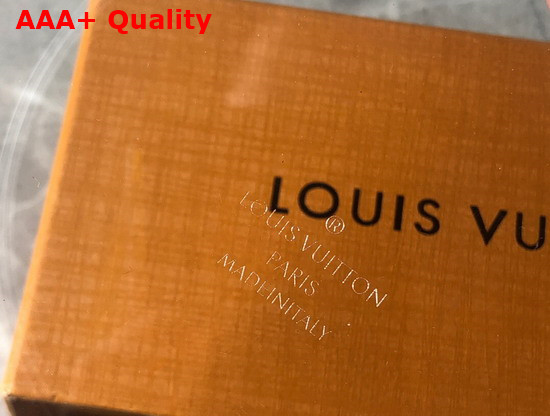 AAA+ Quality
LOUIS VU
®
LOUIS VUITTON
PARIS
MADE IN ITALY